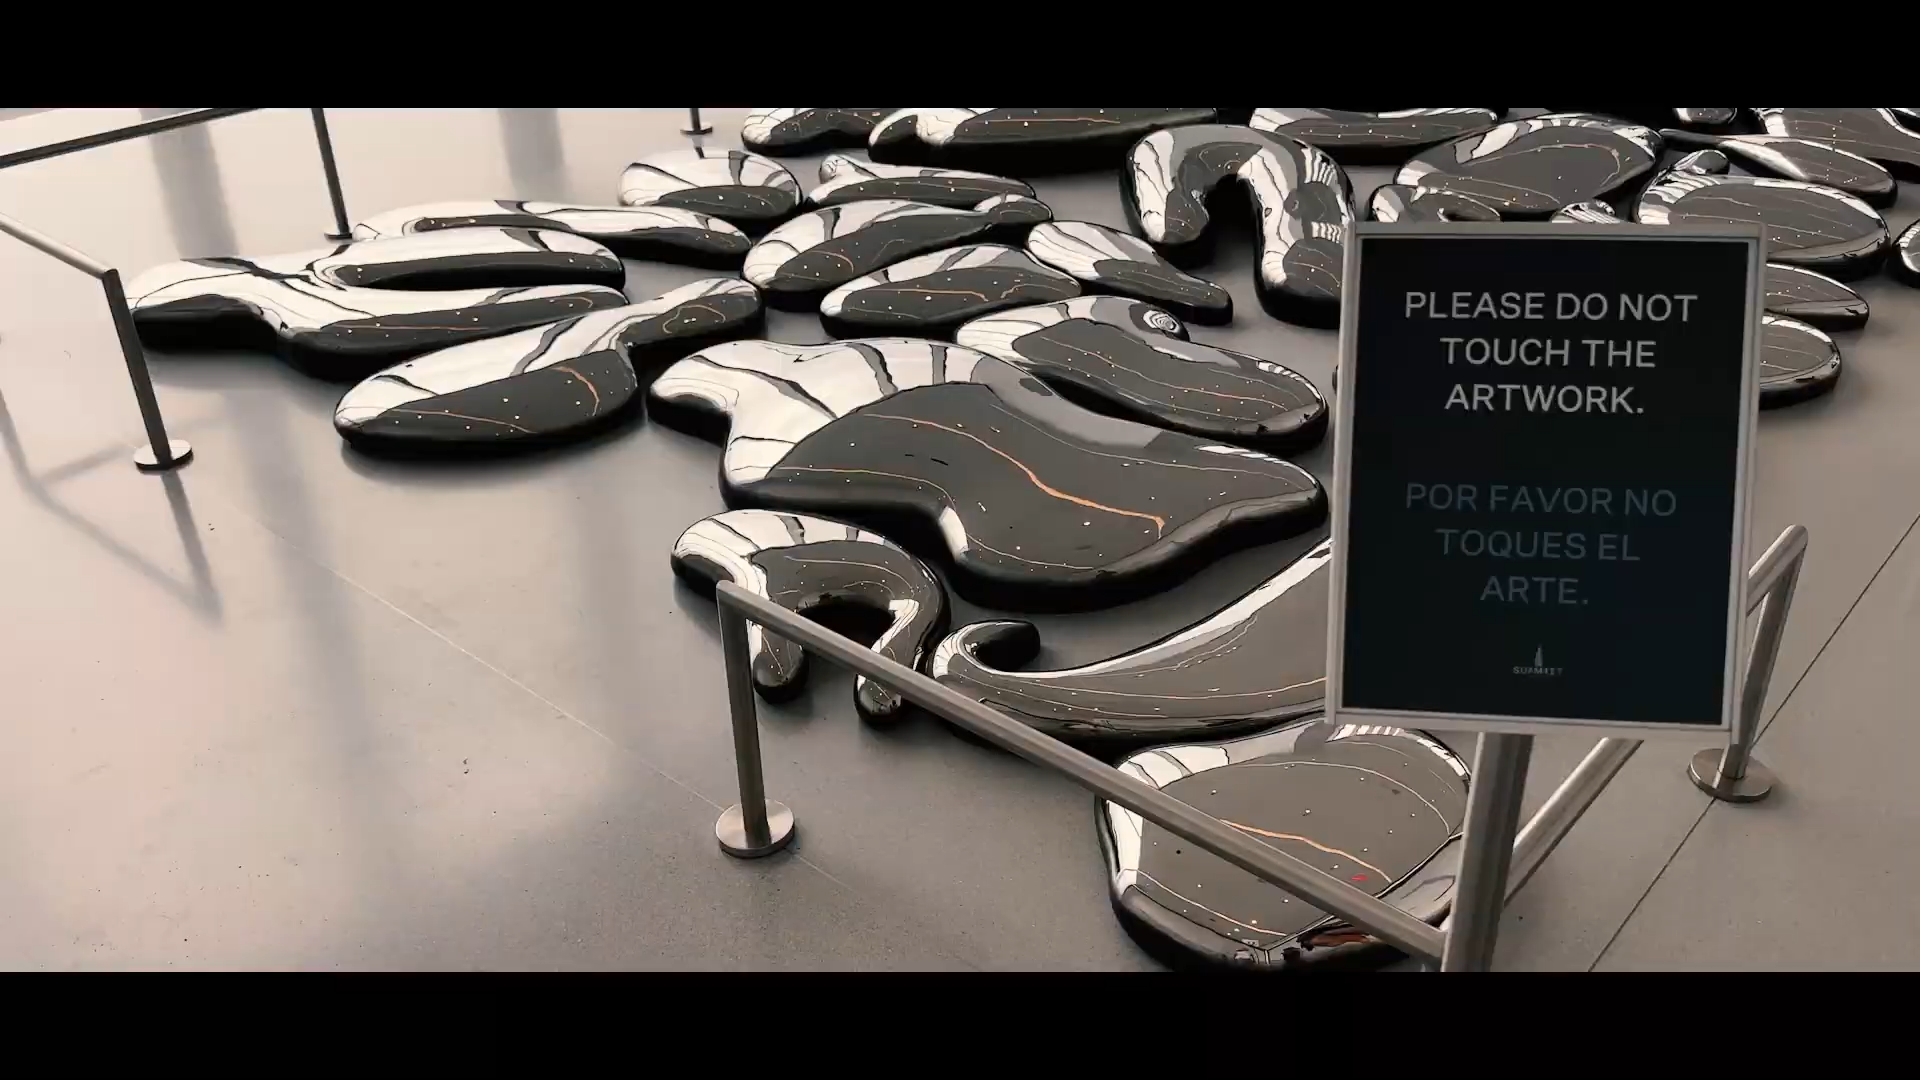 PLEASE DO NOT
TOUCH THE
ARTWORK.
POR FAVOR NO
TOQUES EL
ARTE.
SUMMIT